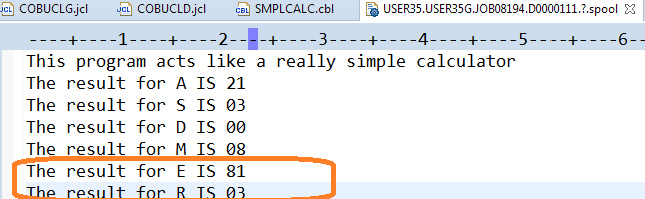 COBUCLG.jcl COBUCLD.jcl SMPLCALC.cbl USER35.USER35G.JOB08194.D0000111.?.spool
----+----1----+----2----+----3----+----4----+----5----+----6--
This program acts like a really simple calculator
The result for A IS 21
The result for S IS 03
The result for D IS 00
The result for M IS 08
The result for E IS 81
The result for R IS 03